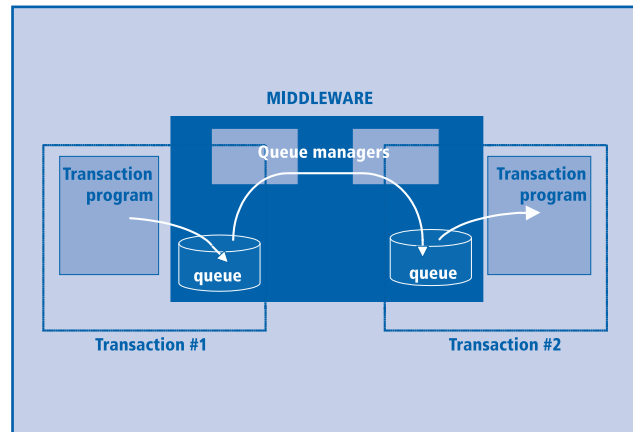 MIDDLEWARE
Queue managers
Transaction
program
Transaction
program
queue
queue
Transaction #1
Transaction #2